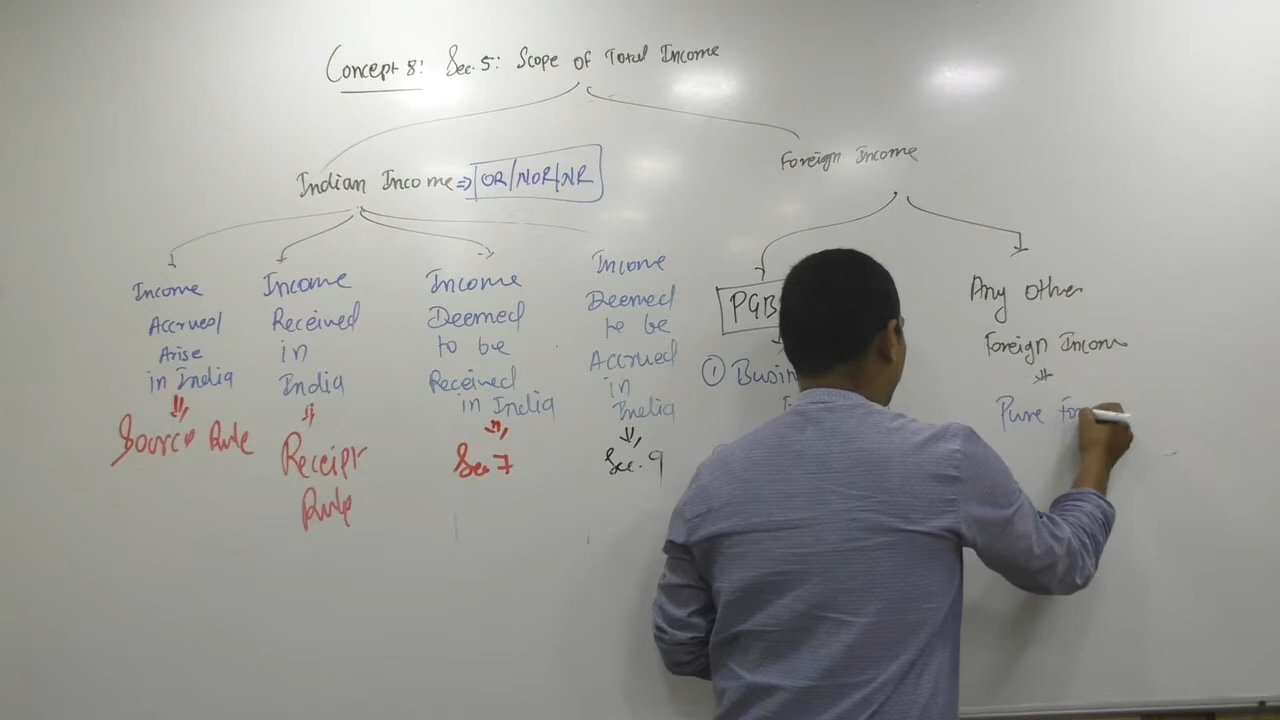 Concept 8: Sec. 5: Scope of Total Income
Indian Income ⇒ OR/NOR/NR
Foreign Income
Income
Accrued/
Arise
in India
Source Rule
Income
Received
in
India
Receipt
Rule
Income
Deemed
to be
Received
in India
Sec 7
Income
Deemed
to be
Accrued
in
India
Sec. 9
PGB
① Busin
Any other
Foreign Income
Pure For